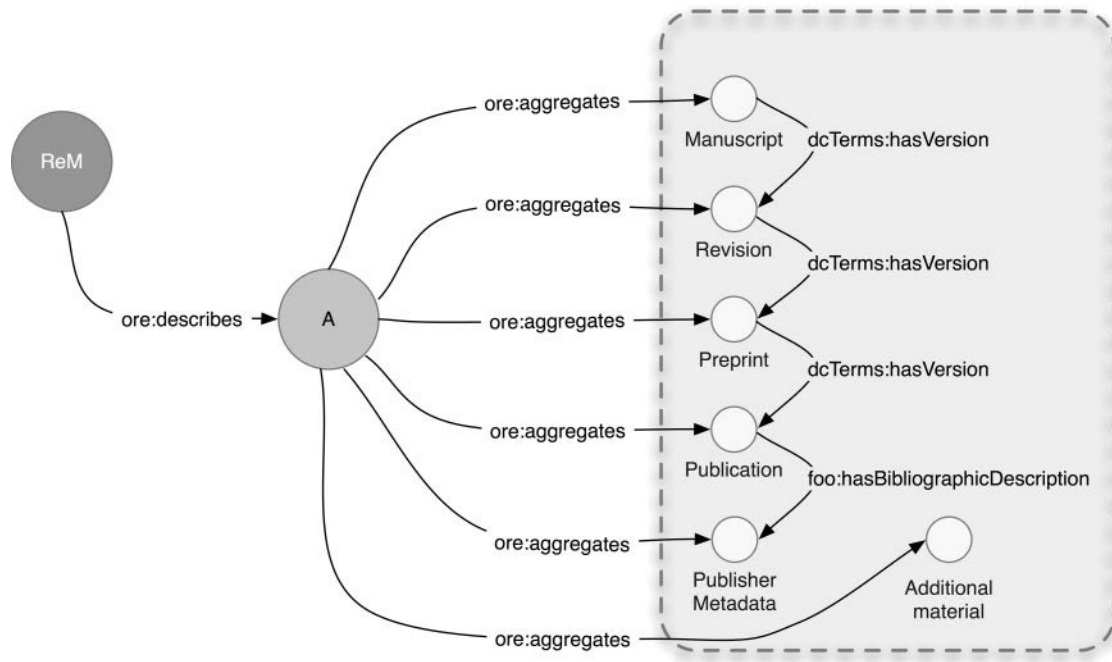 ore:aggregates
Manuscript
dcTerms:hasVersion
ReM
ore:aggregates
Revision
dcTerms:hasVersion
ore:describes
A
ore:aggregates
Preprint
dcTerms:hasVersion
ore:aggregates
Publication
foo:hasBibliographicDescription
ore:aggregates
Publisher
Metadata
Additional
material
ore:aggregates